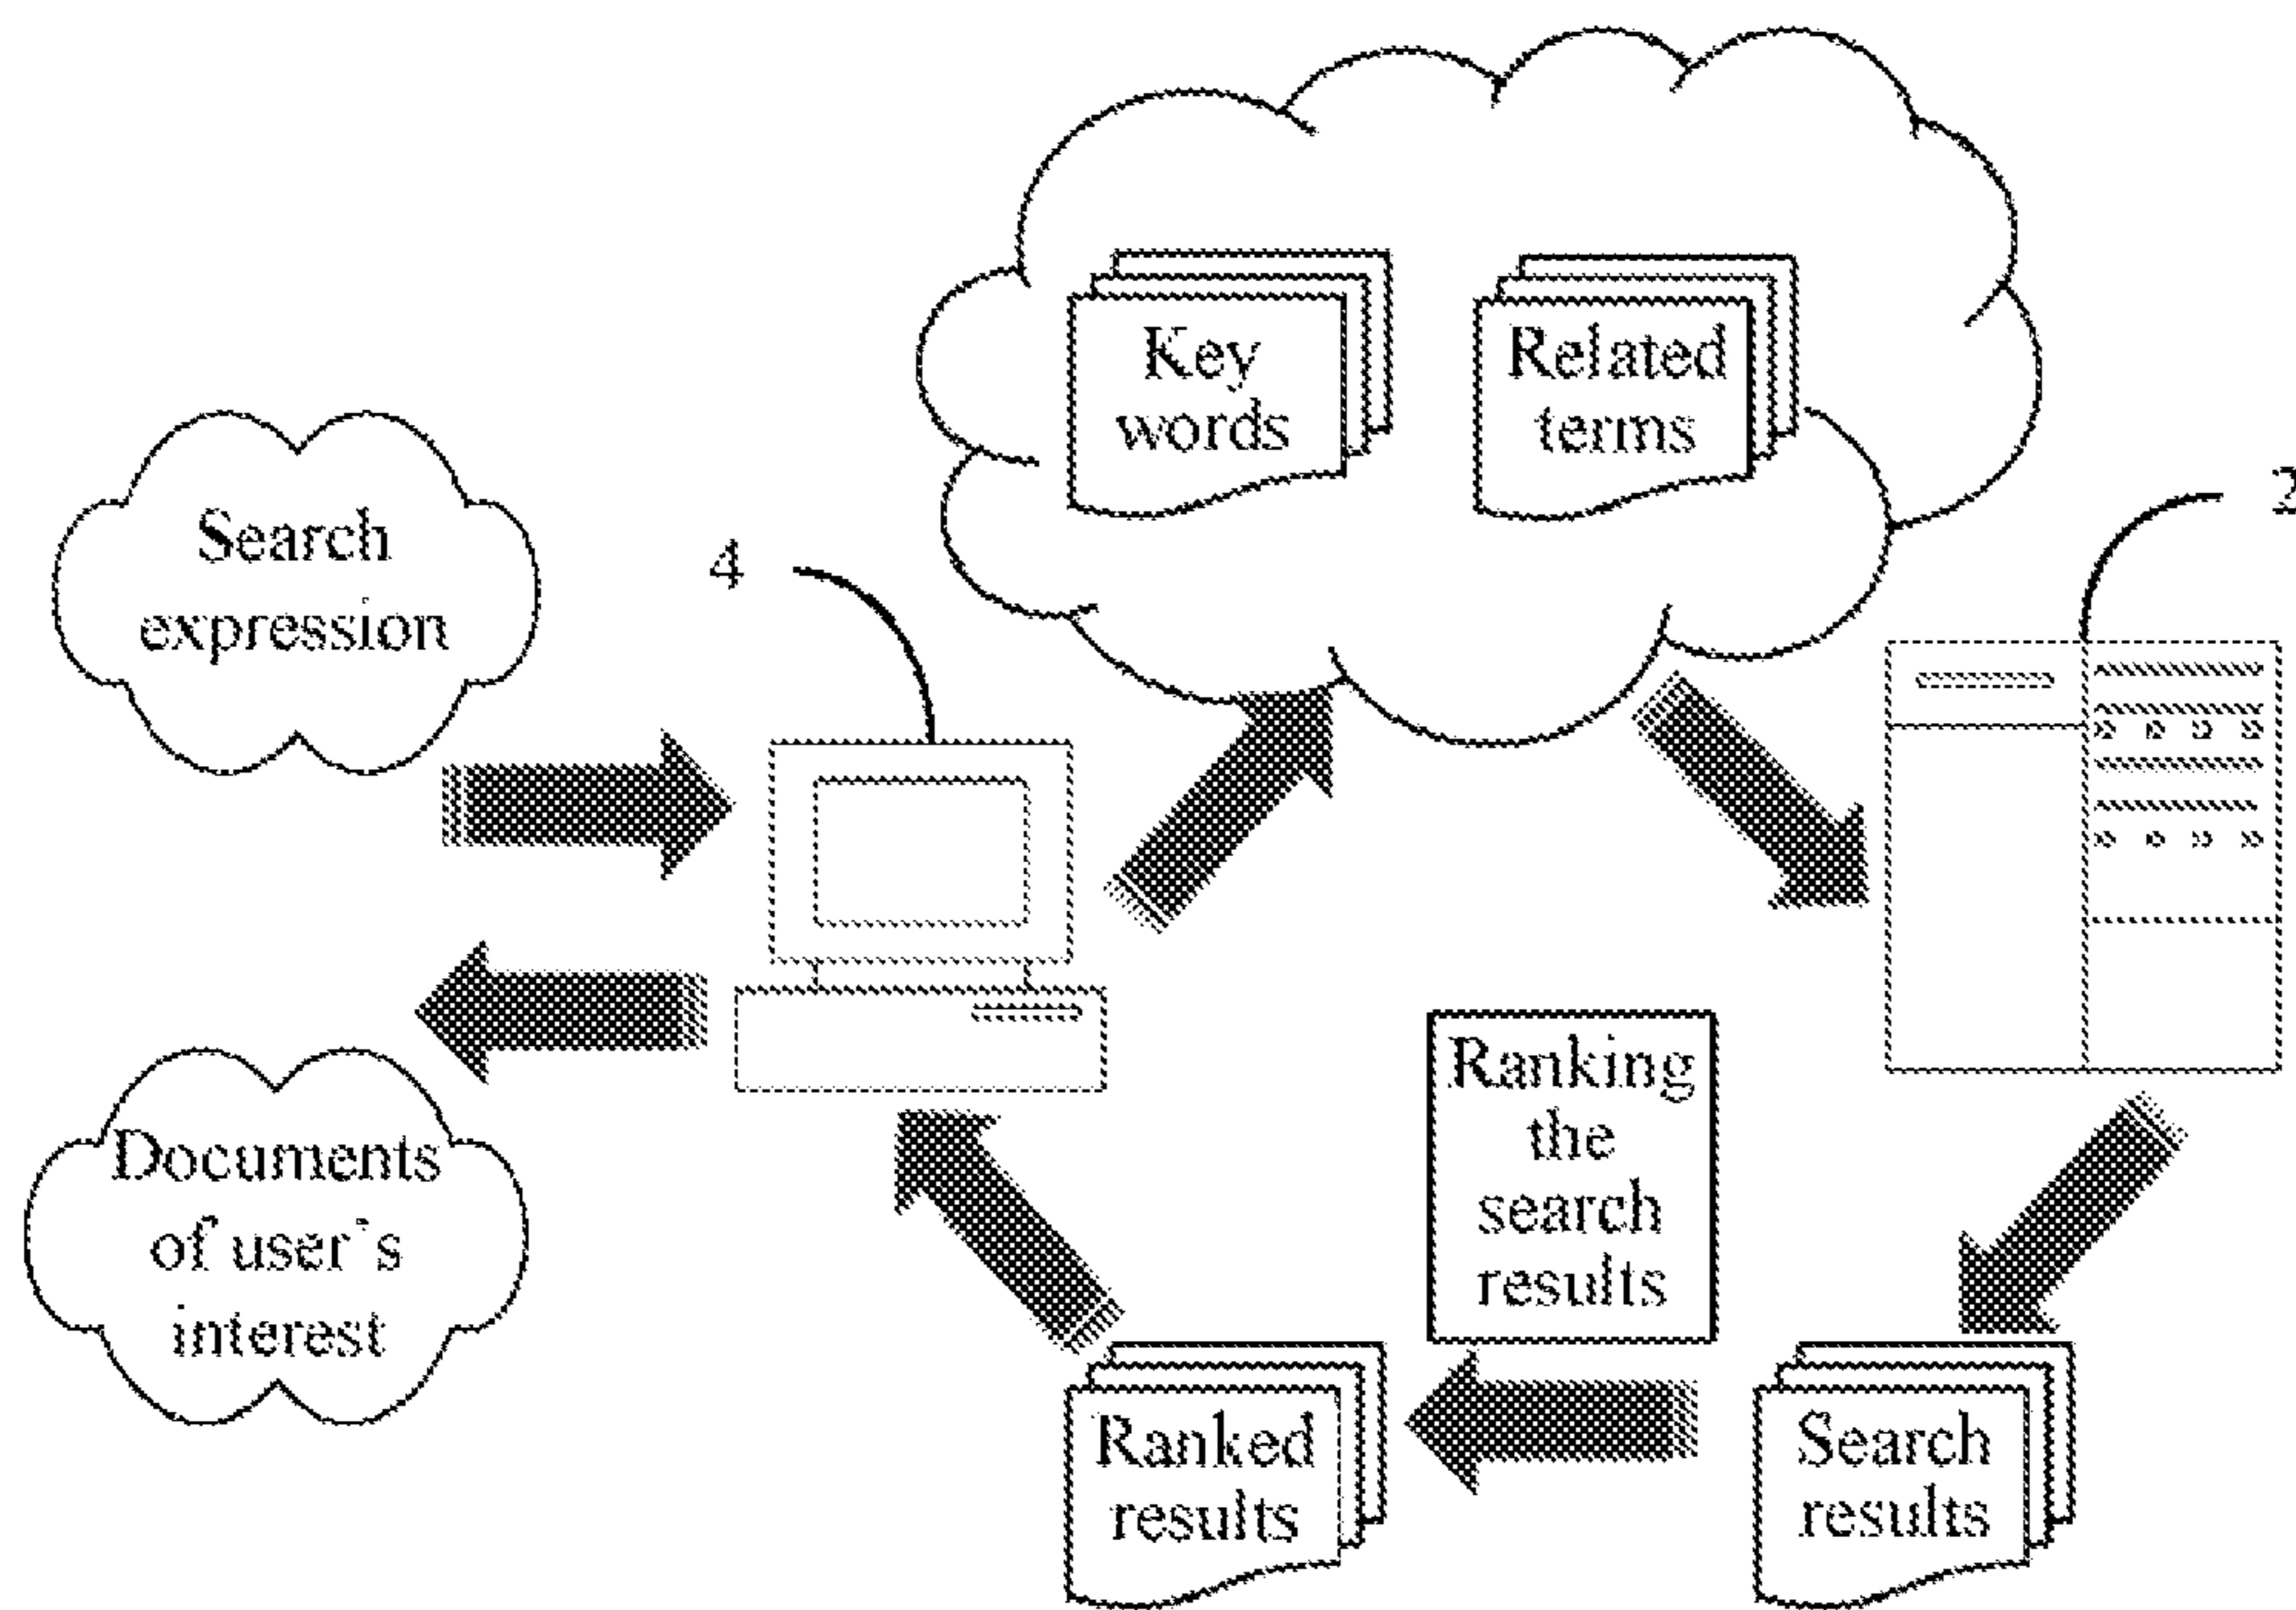 Key
words
Related
terms
2
Search
expression
4
Ranking
the
search
results
Documents
of user`s
interest
Ranked
results
Search
results